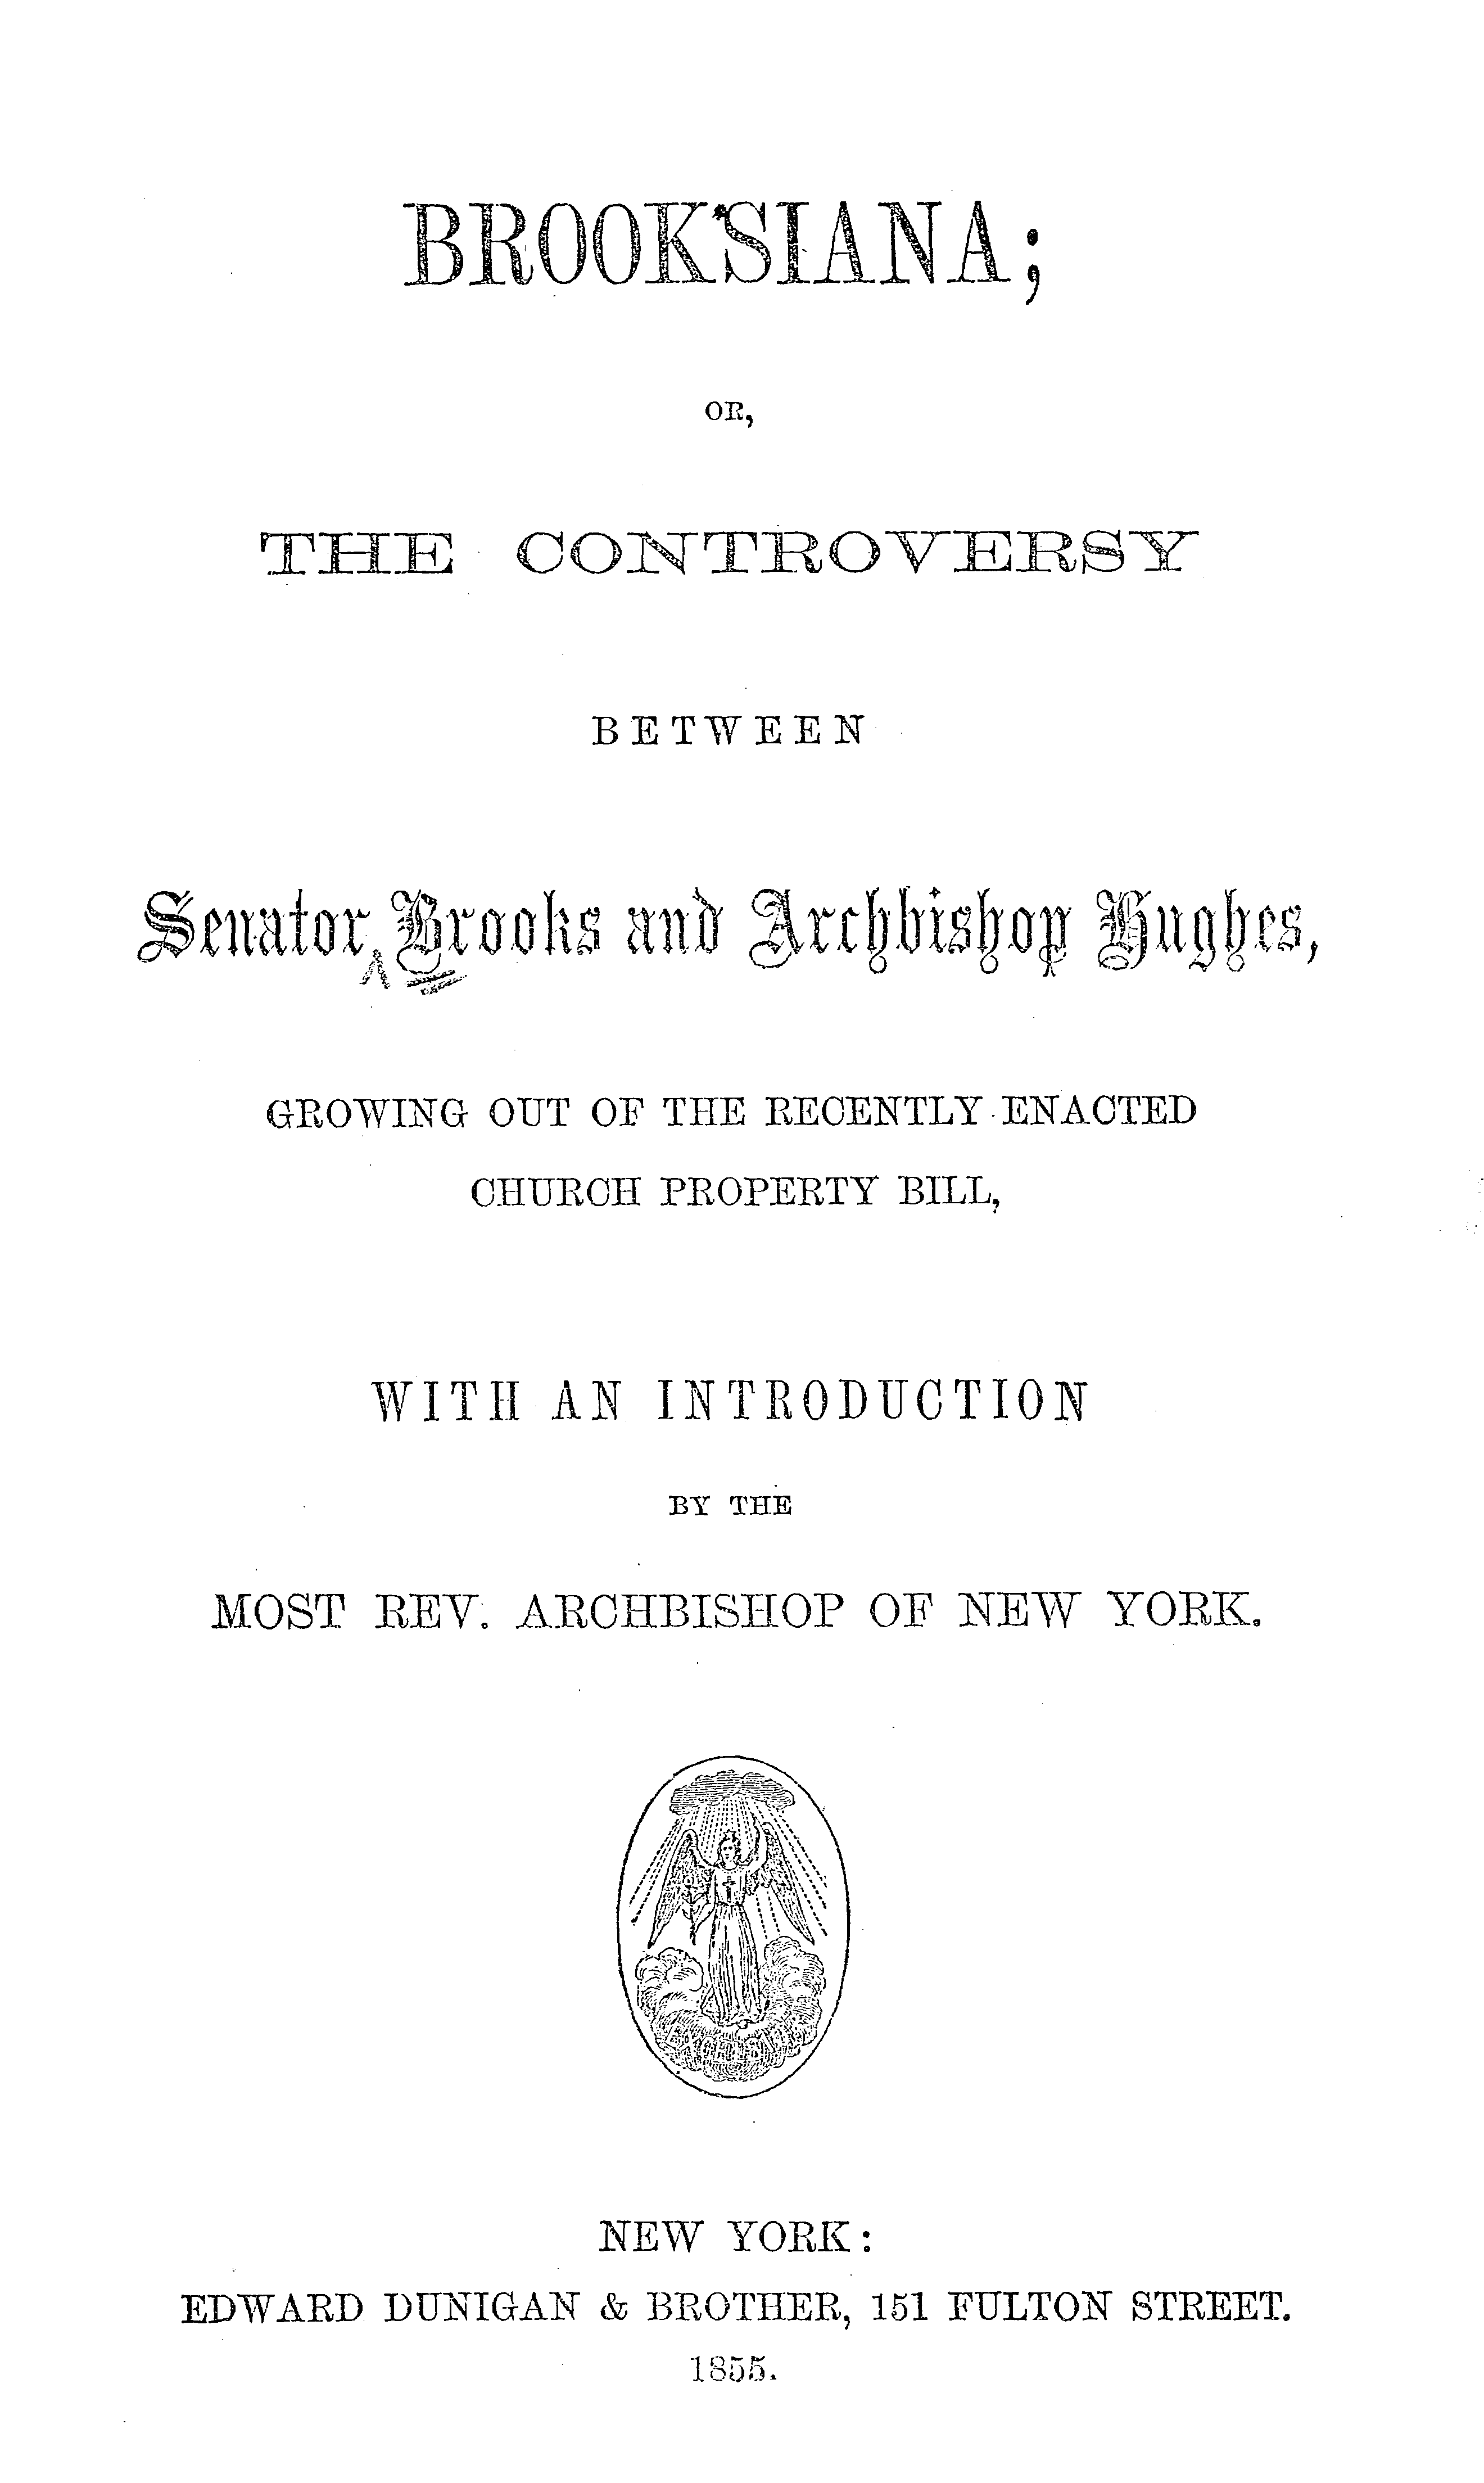 BROOKSIANA;
OR,
THE CONTROVERSY
BETWEEN
Senator Brooks and Archbishop Hughes,
GROWING OUT OF THE RECENTLY ENACTED
CHURCH PROPERTY BILL,
WITH AN INTRODUCTION
BY THE
MOST REV. ARCHBISHOP OF NEW YORK.
EXCELSIOR
NEW YORK:
EDWARD DUNIGAN & BROTHER, 151 FULTON STREET.
1855.